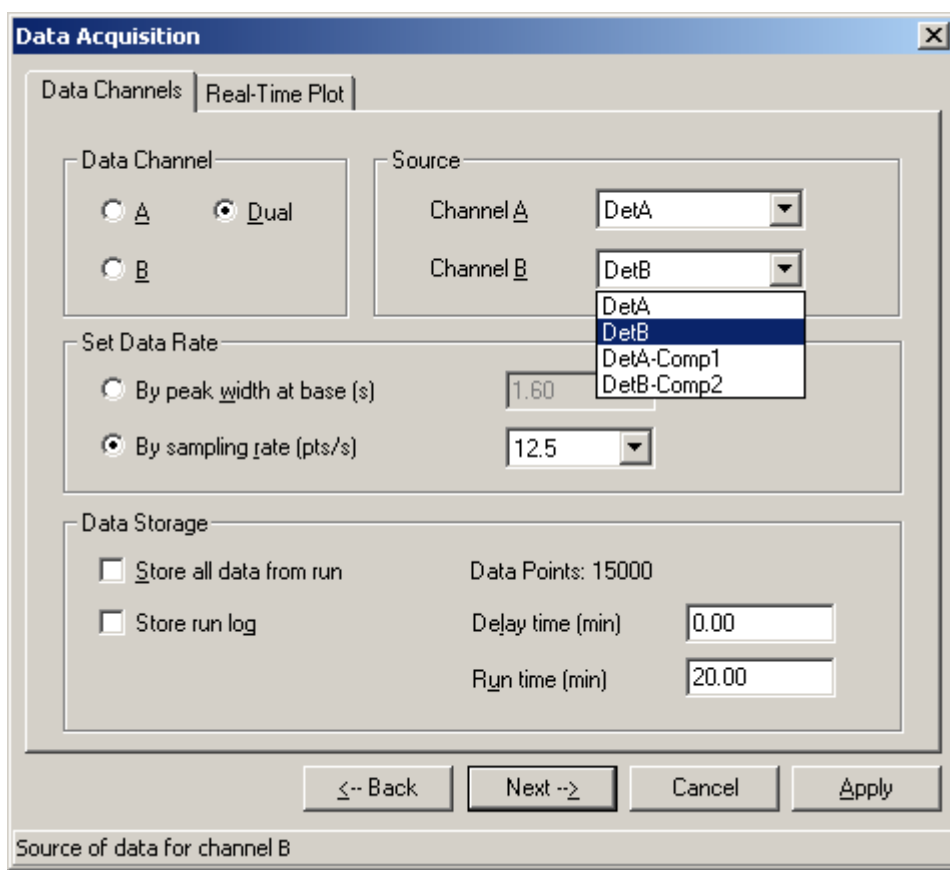 Data Acquisition
Data Channels Real-Time Plot
Data Channel
A Dual
B
Source
Channel A DetA
Channel B DetB
DetA
DetB
DetA-Comp1
DetB-Comp2
Set Data Rate
By peak width at base (s) 1.60
By sampling rate (pts/s) 12.5
Data Storage
Store all data from run Data Points: 15000
Store run log Delay time (min) 0.00
Run time (min) 20.00
<-- Back Next --> Cancel Apply
Source of data for channel B